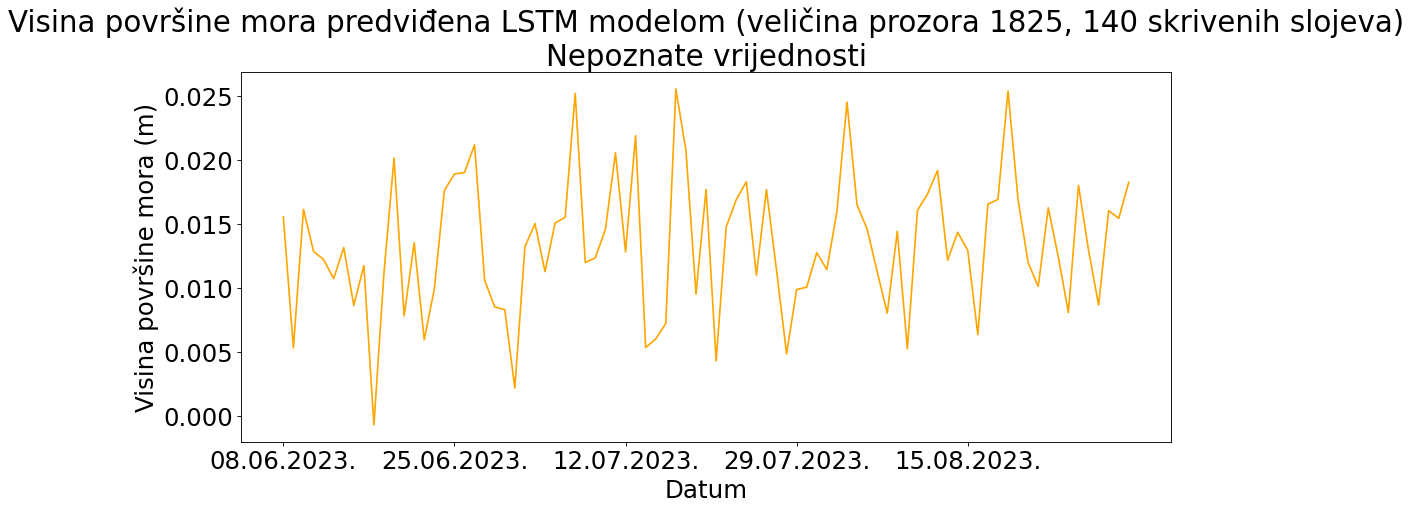 Visina površine mora predviđena LSTM modelom (veličina prozora 1825, 140 skrivenih slojeva)
Nepoznate vrijednosti
Visina površine mora (m)
0.025
0.020
0.015
0.010
0.005
0.000
08.06.2023.
25.06.2023.
12.07.2023.
29.07.2023.
15.08.2023.
Datum